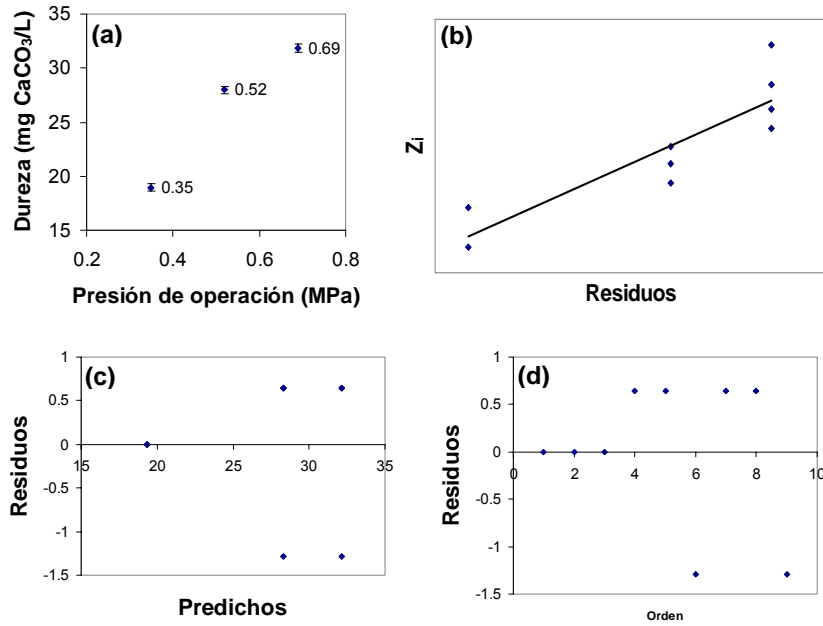 (a)
Dureza (mg CaCO₃/L)
35
30
25
20
15
0.69
0.52
0.35
0.2 0.4 0.6 0.8
Presión de operación (MPa)
(b)
Zi
Residuos
(c)
Residuos
1
0.5
0
-0.5
-1
-1.5
15 20 25 30 35
Predichos
(d)
Residuos
1
0.5
0
-0.5
-1
-1.5
0 2 4 6 8 10
Orden